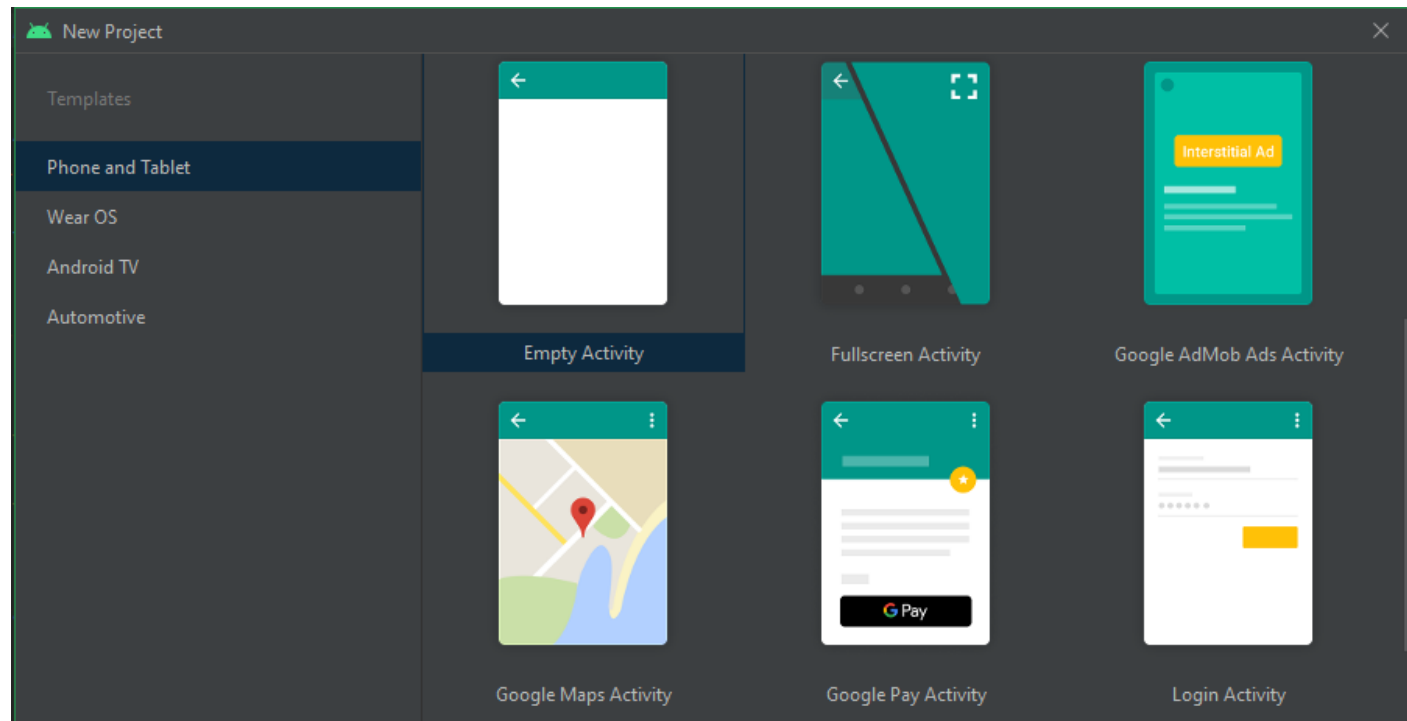 New Project
Templates
Phone and Tablet
Wear OS
Android TV
Automotive
Interstitial Ad
Empty Activity
Fullscreen Activity
Google AdMob Ads Activity
G Pay
Google Maps Activity
Google Pay Activity
Login Activity